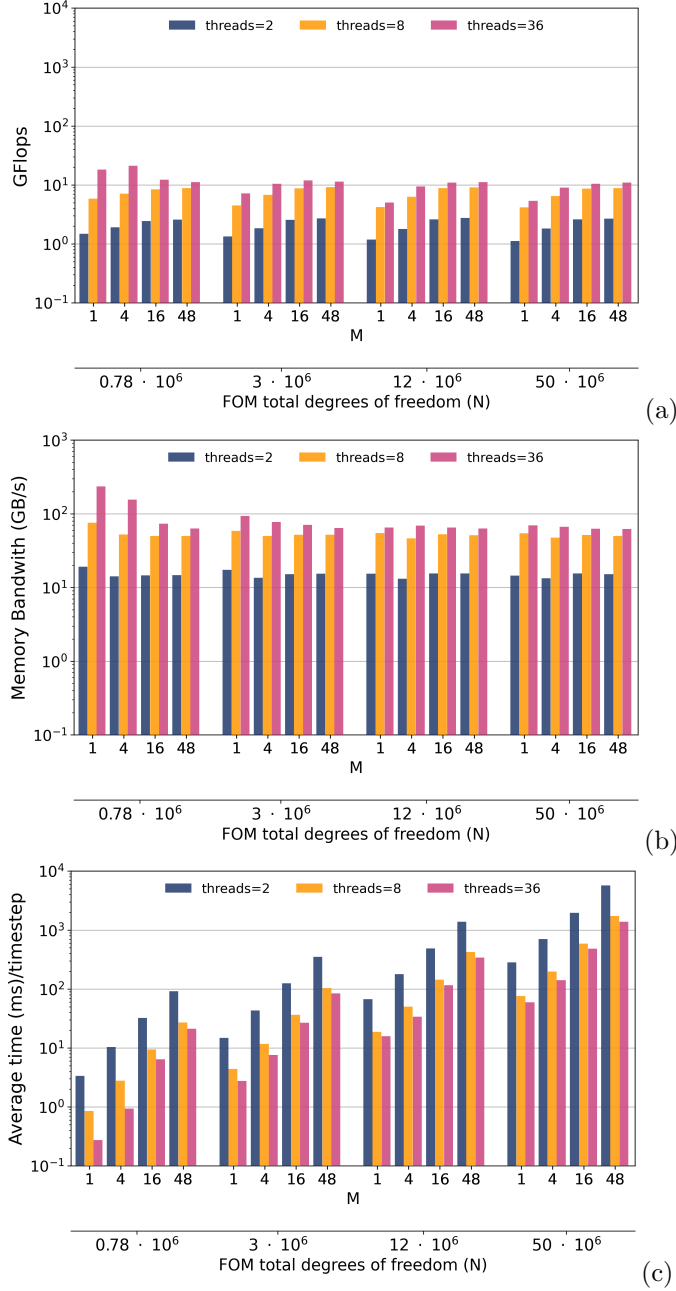 10^4
threads=2 threads=8 threads=36
10^3
10^2
GFlops
10^1
10^0
10^-1
1 4 16 48 1 4 16 48 1 4 16 48 1 4 16 48
M
0.78 · 10^6 3 · 10^6 12 · 10^6 50 · 10^6
FOM total degrees of freedom (N)
(a)
10^3
threads=2 threads=8 threads=36
10^2
Memory Bandwith (GB/s)
10^1
10^0
10^-1
1 4 16 48 1 4 16 48 1 4 16 48 1 4 16 48
M
0.78 · 10^6 3 · 10^6 12 · 10^6 50 · 10^6
FOM total degrees of freedom (N)
(b)
10^4
threads=2 threads=8 threads=36
10^3
10^2
Average time (ms)/timestep
10^1
10^0
10^-1
1 4 16 48 1 4 16 48 1 4 16 48 1 4 16 48
M
0.78 · 10^6 3 · 10^6 12 · 10^6 50 · 10^6
FOM total degrees of freedom (N)
(c)